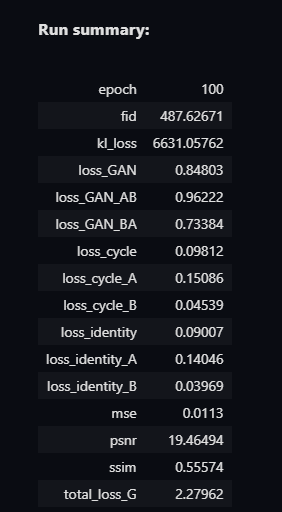 Run summary:
epoch 100
fid 487.62671
kl_loss 6631.05762
loss_GAN 0.84803
loss_GAN_AB 0.96222
loss_GAN_BA 0.73384
loss_cycle 0.09812
loss_cycle_A 0.15086
loss_cycle_B 0.04539
loss_identity 0.09007
loss_identity_A 0.14046
loss_identity_B 0.03969
mse 0.0113
psnr 19.46494
ssim 0.55574
total_loss_G 2.27962